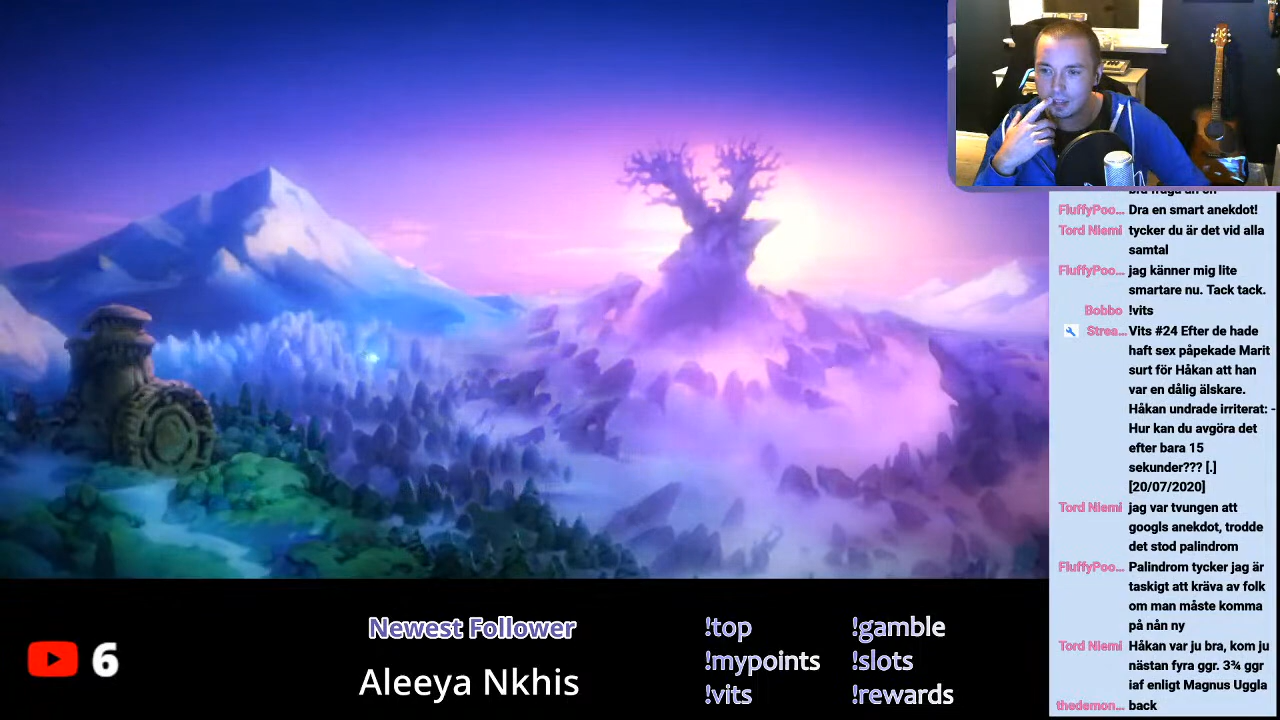 FluffyPoo... Dra en smart anekdot!
Tord Niemi tycker du är det vid alla
samtal
FluffyPoo... jag känner mig lite
smartare nu. Tack tack.
Bobbo !vits
Strea... Vits #24 Efter de hade
haft sex påpekade Marit
surt för Håkan att han
var en dålig älskare.
Håkan undrade irriterat: -
Hur kan du avgöra det
efter bara 15
sekunder??? [.]
[20/07/2020]
Tord Niemi jag var tvungen att
googls anekdot, trodde
det stod palindrom
FluffyPoo... Palindrom tycker jag är
taskigt att kräva av folk
om man måste komma
på nån ny
Tord Niemi Håkan var ju bra, kom ju
nästan fyra ggr. 3¾ ggr
iaf enligt Magnus Uggla
thedemon... back
6
Newest Follower
Aleeya Nkhis
!top !gamble
!mypoints !slots
!vits !rewards